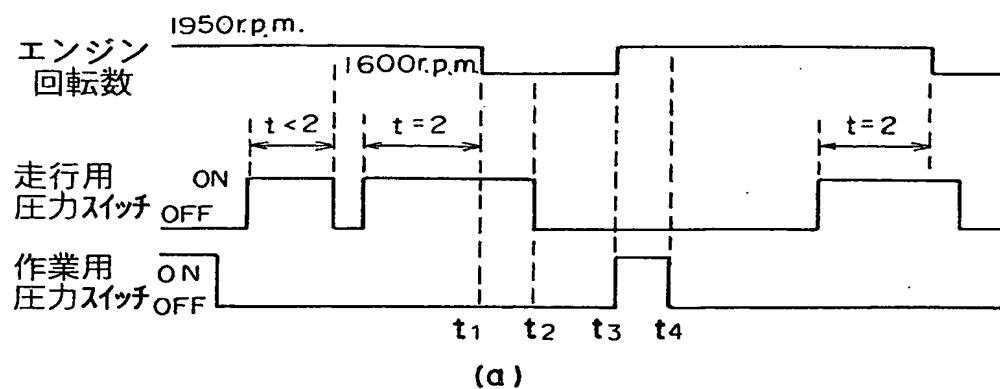 1950r.p.m.
エンジン
回転数
1600r.p.m.
t<2
t=2
t=2
走行用
圧力スイッチ
ON
OFF
作業用
圧力スイッチ
ON
OFF
t1
t2
t3
t4
(a)